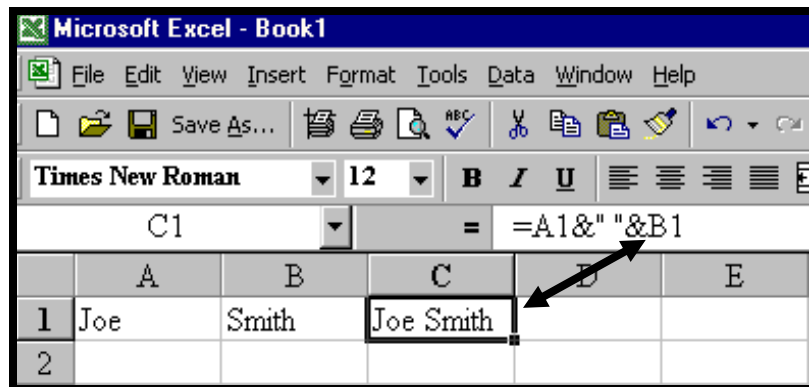 Microsoft Excel - Book1
File Edit View Insert Format Tools Data Window Help
Save As... ABC
Times New Roman 12 B I U
C1 = =A1&" "&B1
A B C D E
1 Joe Smith Joe Smith
2